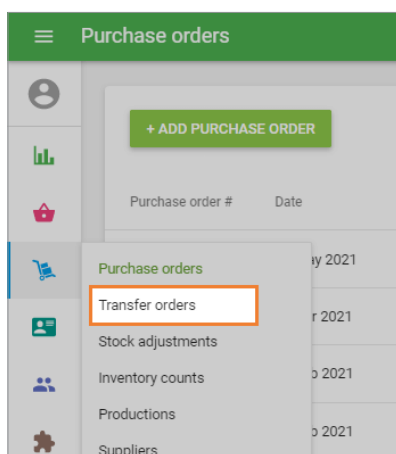 Purchase orders
+ ADD PURCHASE ORDER
Purchase order # Date
2021
Purchase orders
Transfer orders
2021
Stock adjustments
Inventory counts
2021
Productions
2021
Suppliers